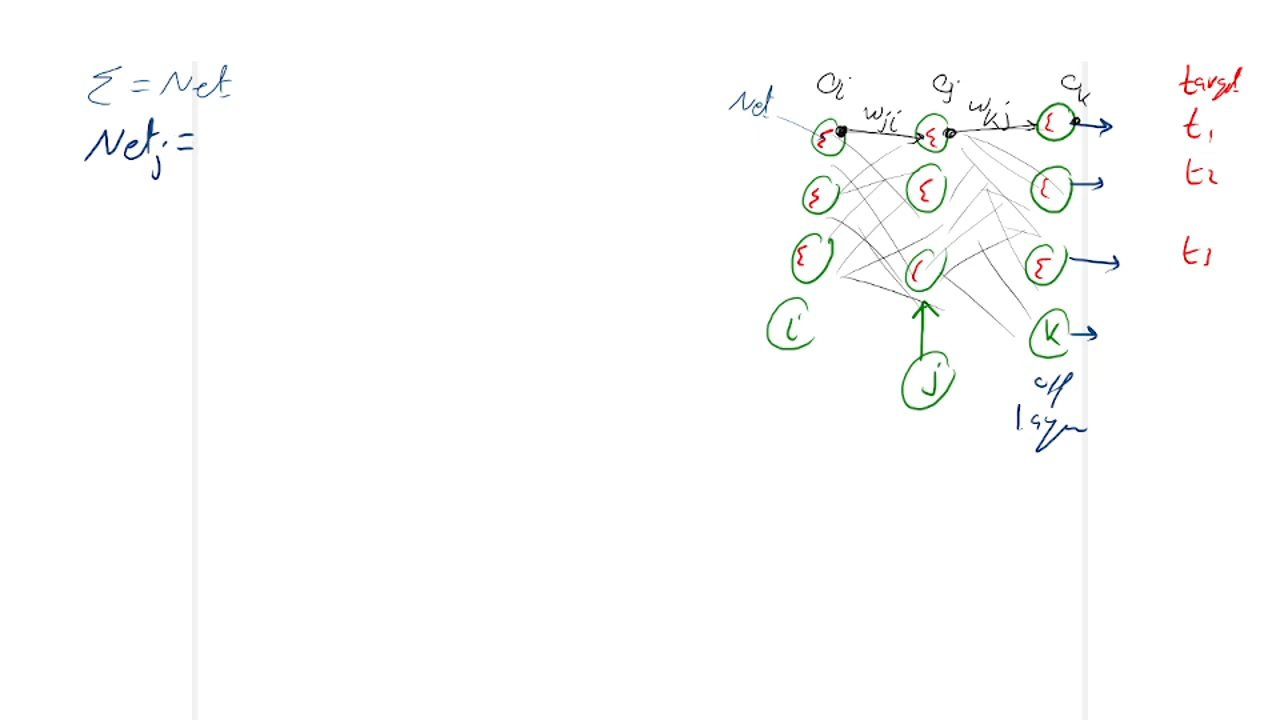 Σ = Net
Netj =
Net
Oi Oj Ok
wji wkj
target
t1
t2
t3
Σ Σ Σ
Σ Σ Σ
Σ Σ
i
j
k
layer